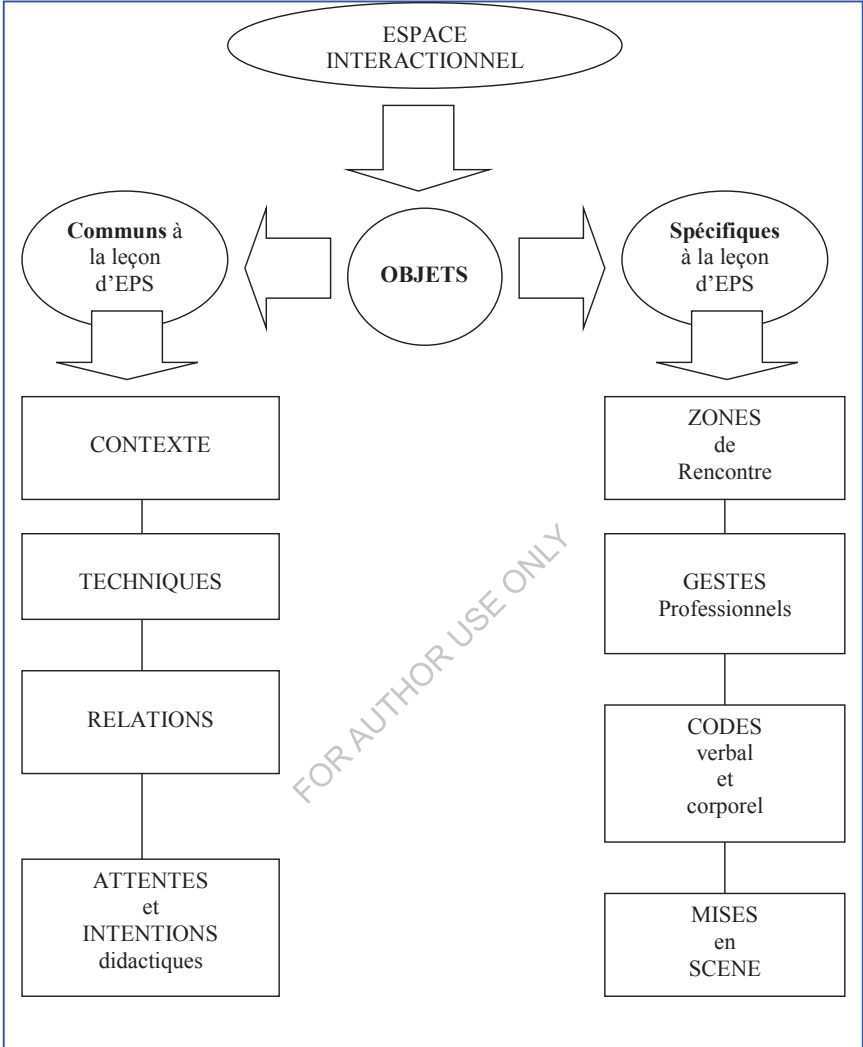 ESPACE
INTERACTIONNEL
Communs à
la leçon
d’EPS
OBJETS
Spécifiques
à la leçon
d’EPS
CONTEXTE
TECHNIQUES
RELATIONS
ATTENTES
et
INTENTIONS
didactiques
ZONES
de
Rencontre
GESTES
Professionnels
CODES
verbal
et
corporel
MISES
en
SCENE
FOR AUTHOR USE ONLY